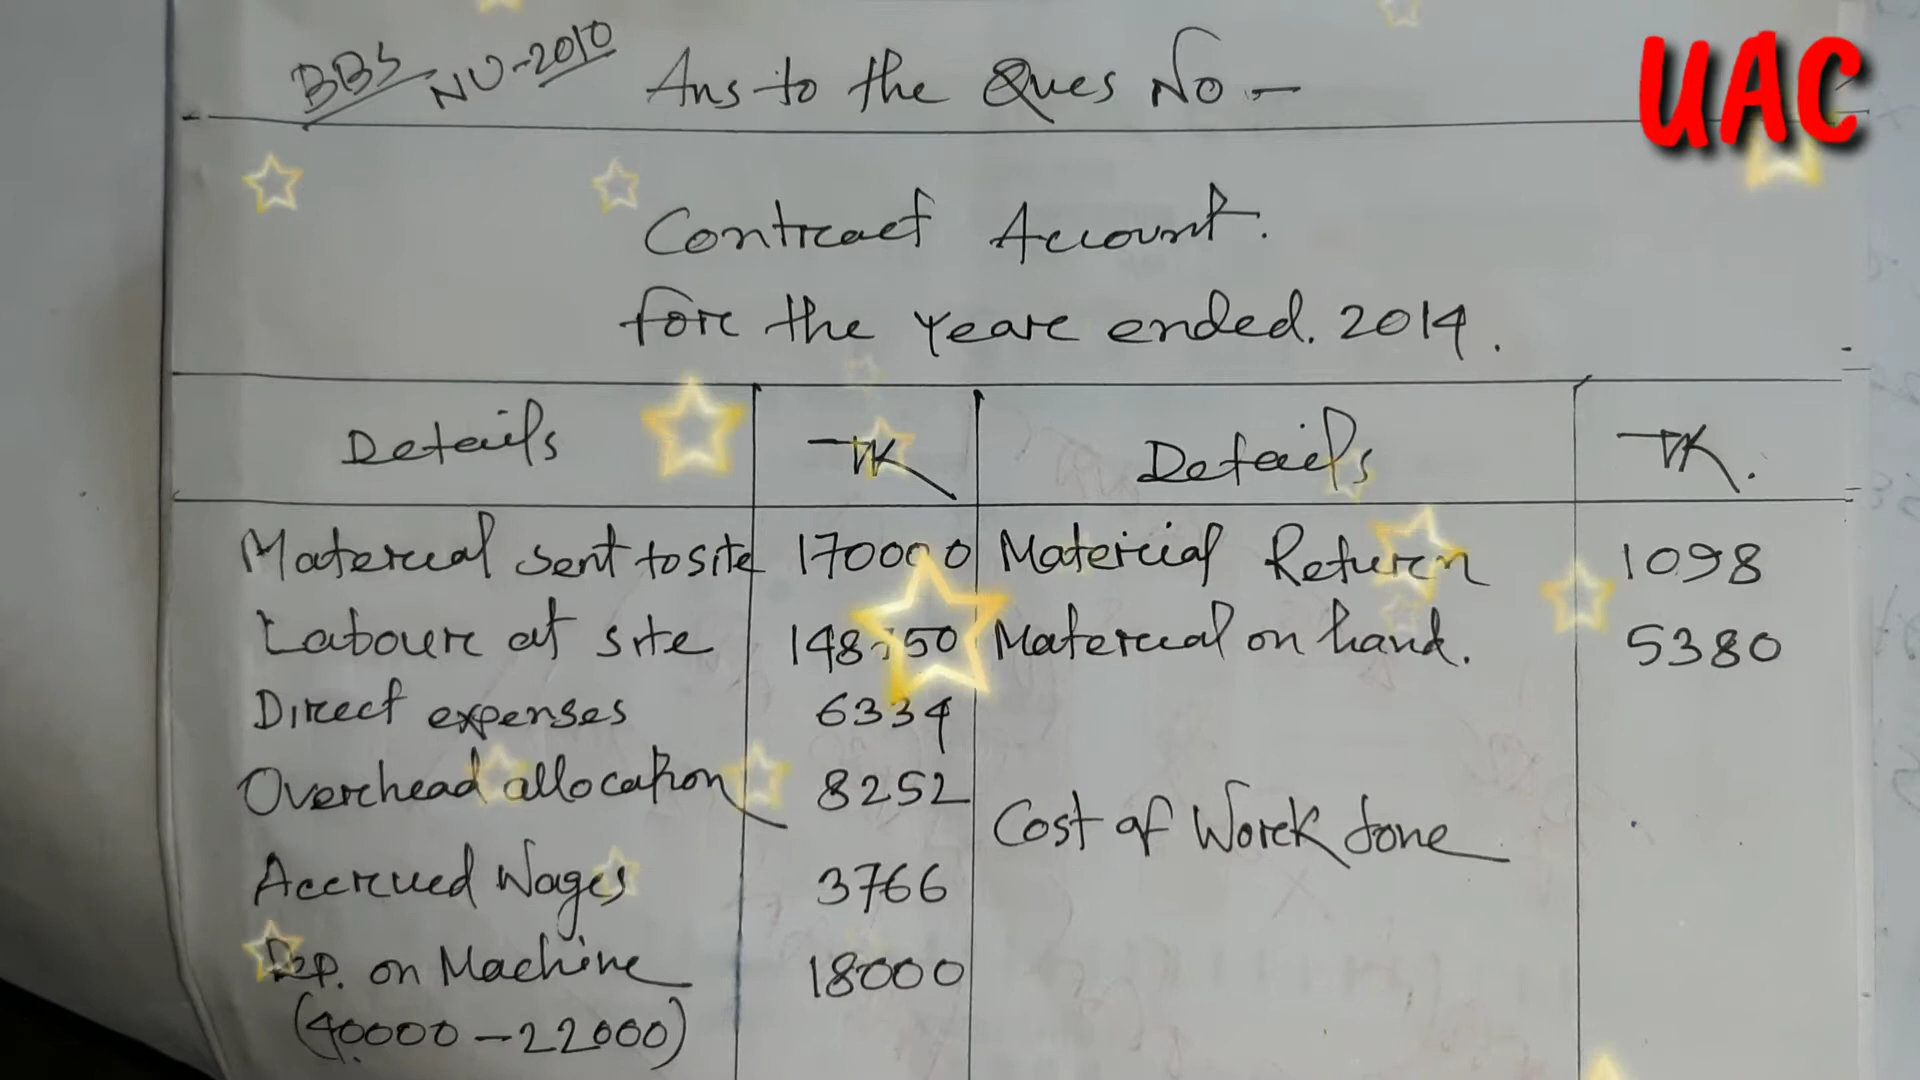 BBS NU-2010 Ans to the Ques No - UAC
Contract Account.
for the year ended. 2014.
Details TK Details TK.
Material sent to site 170000 Material Return 1098
Labour at site Material on hand. 5380
Direct expenses 6334
Overhead allocation 8252
Cost of Work done
Accrued Wages 3766
Dep. on Machine 18000
(40000 - 22000)